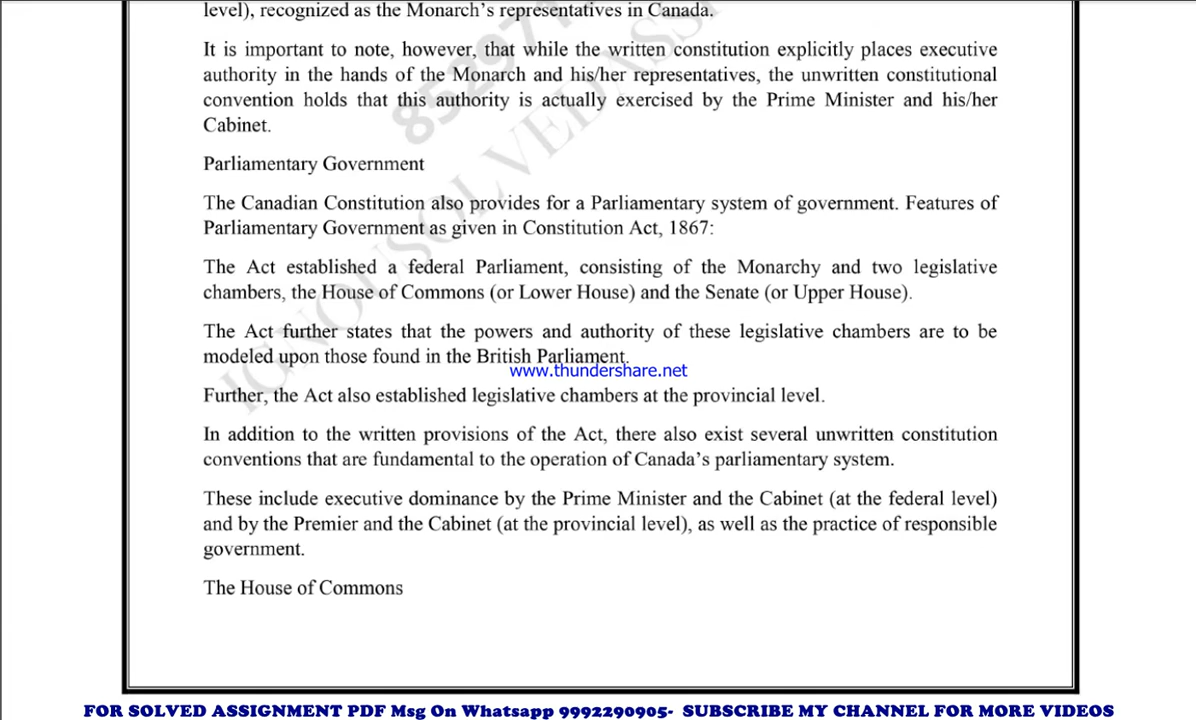 level), recognized as the Monarch's representatives in Canada.
It is important to note, however, that while the written constitution explicitly places executive
authority in the hands of the Monarch and his/her representatives, the unwritten constitutional
convention holds that this authority is actually exercised by the Prime Minister and his/her
Cabinet.
Parliamentary Government
The Canadian Constitution also provides for a Parliamentary system of government. Features of
Parliamentary Government as given in Constitution Act, 1867:
The Act established a federal Parliament, consisting of the Monarchy and two legislative
chambers, the House of Commons (or Lower House) and the Senate (or Upper House).
The Act further states that the powers and authority of these legislative chambers are to be
modeled upon those found in the British Parliament.
www.thundershare.net
Further, the Act also established legislative chambers at the provincial level.
In addition to the written provisions of the Act, there also exist several unwritten constitution
conventions that are fundamental to the operation of Canada's parliamentary system.
These include executive dominance by the Prime Minister and the Cabinet (at the federal level)
and by the Premier and the Cabinet (at the provincial level), as well as the practice of responsible
government.
The House of Commons
FOR SOLVED ASSIGNMENT PDF Msg On Whatsapp 9992290905- SUBSCRIBE MY CHANNEL FOR MORE VIDEOS